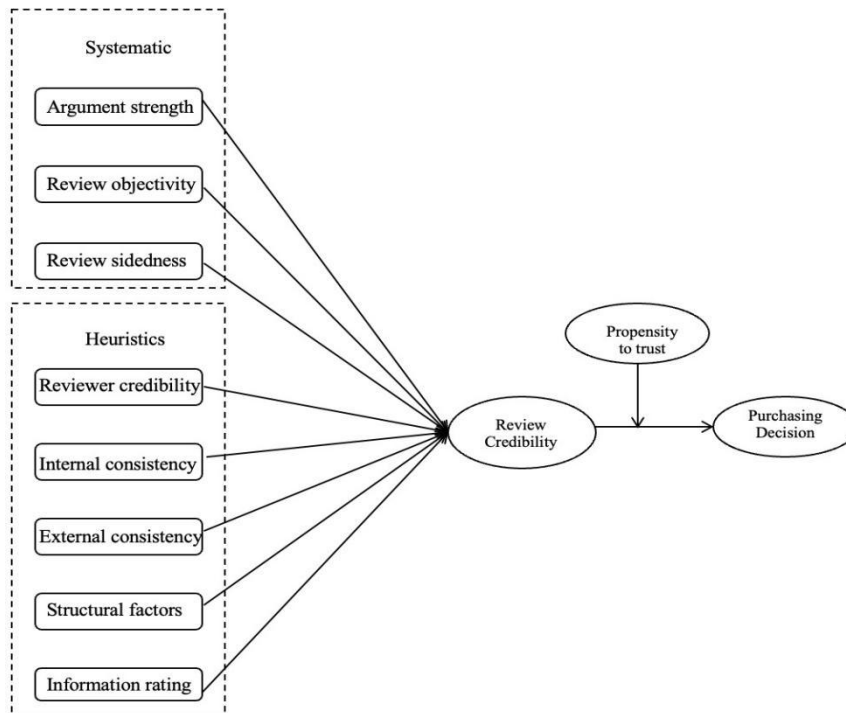 Systematic
Argument strength
Review objectivity
Review sidedness
Heuristics
Reviewer credibility
Internal consistency
External consistency
Structural factors
Information rating
Review
Credibility
Propensity
to trust
Purchasing
Decision